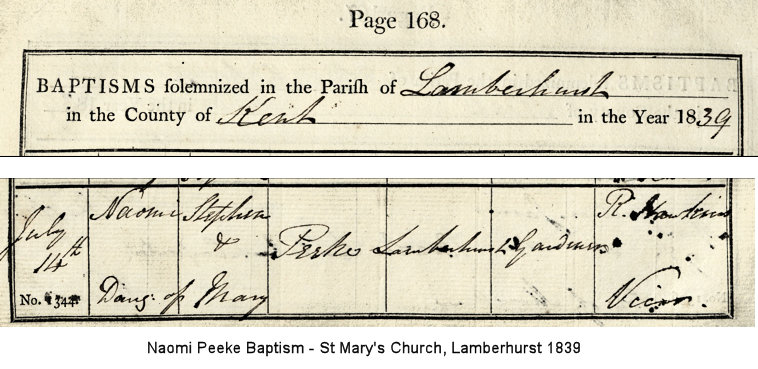 Page 168.
BAPTISMS solemnized in the Parish of Lamberhurst
in the County of Kent in the Year 1839
July 14th
Naomi
Daug: of
Stephen
&
Mary
Peeke
Lamberhurst
Gardener
R. Hawkins
Vicar.
No. 1344
Naomi Peeke Baptism - St Mary's Church, Lamberhurst 1839